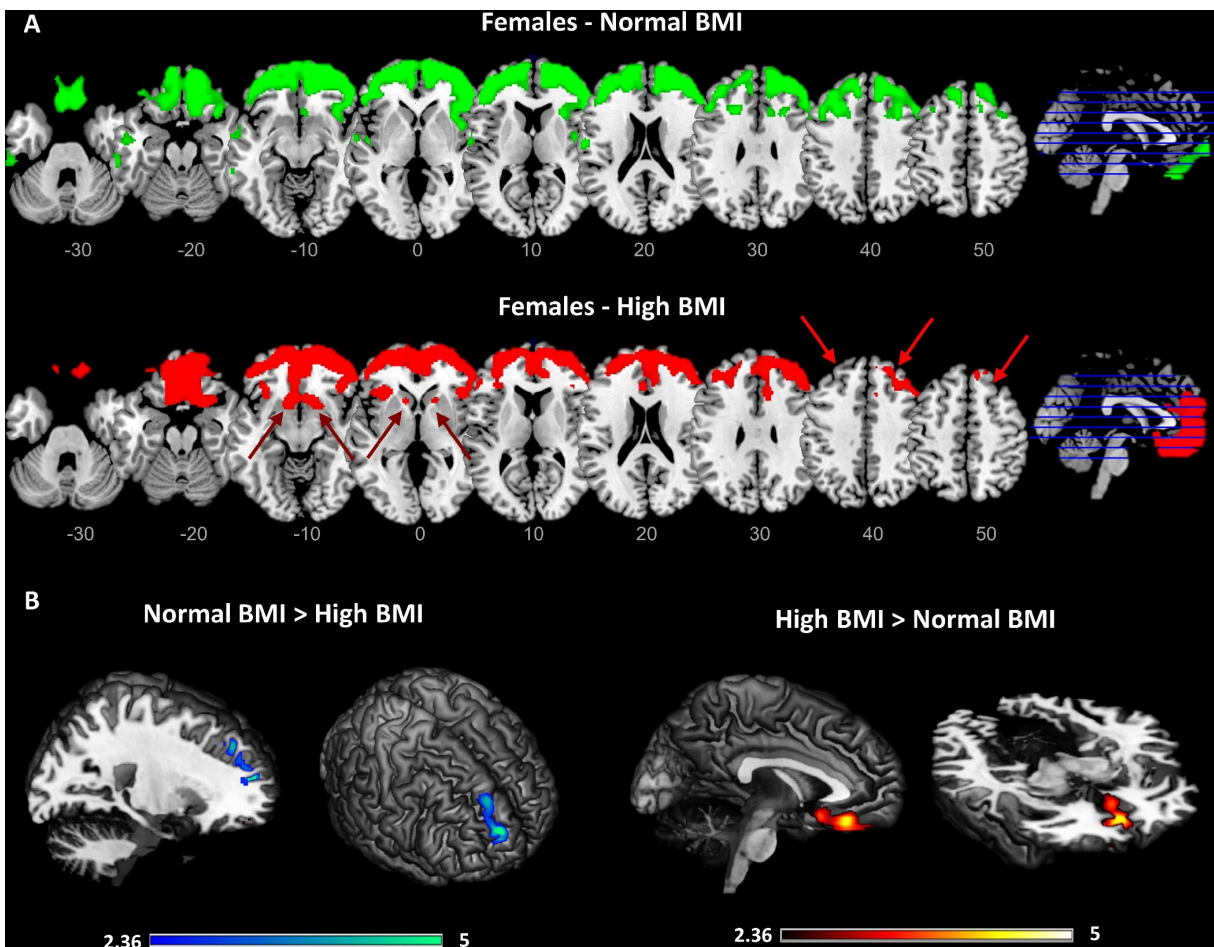 A
Females - Normal BMI
-30 -20 -10 0 10 20 30 40 50
Females - High BMI
-30 -20 -10 0 10 20 30 40 50
B
Normal BMI > High BMI
High BMI > Normal BMI
2.36 5
2.36 5